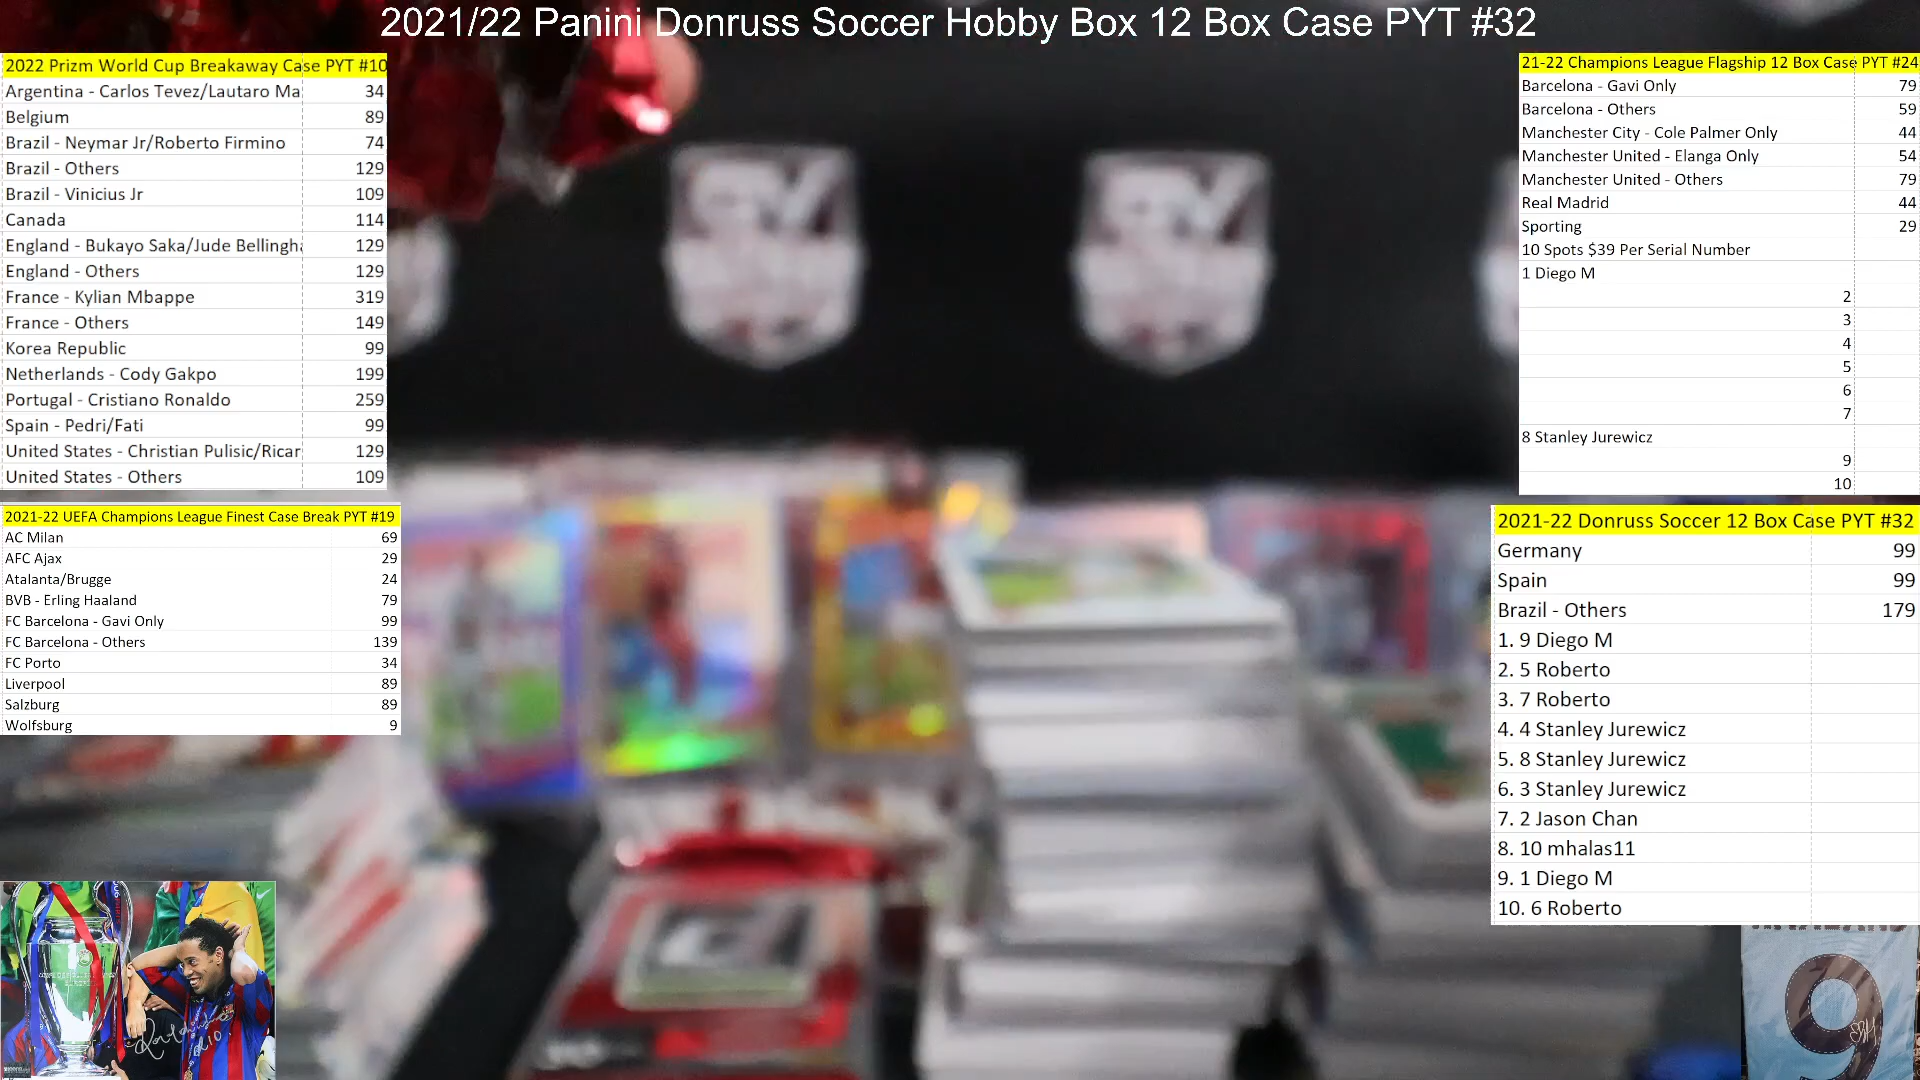 2021/22 Panini Donruss Soccer Hobby Box 12 Box Case PYT #32
2022 Prizm World Cup Breakaway Case PYT #10
Argentina - Carlos Tevez/Lautaro Ma 34
Belgium 89
Brazil - Neymar Jr/Roberto Firmino 74
Brazil - Others 129
Brazil - Vinicius Jr 109
Canada 114
England - Bukayo Saka/Jude Bellingha 129
England - Others 129
France - Kylian Mbappe 319
France - Others 149
Korea Republic 99
Netherlands - Cody Gakpo 199
Portugal - Cristiano Ronaldo 259
Spain - Pedri/Fati 99
United States - Christian Pulisic/Ricar 129
United States - Others 109
2021-22 UEFA Champions League Finest Case Break PYT #19
AC Milan 69
AFC Ajax 29
Atalanta/Brugge 24
BVB - Erling Haaland 79
FC Barcelona - Gavi Only 99
FC Barcelona - Others 139
FC Porto 34
Liverpool 89
Salzburg 89
Wolfsburg 9
21-22 Champions League Flagship 12 Box Case PYT #24
Barcelona - Gavi Only 79
Barcelona - Others 59
Manchester City - Cole Palmer Only 44
Manchester United - Elanga Only 54
Manchester United - Others 79
Real Madrid 44
Sporting 29
10 Spots $39 Per Serial Number
1 Diego M
2
3
4
5
6
7
8 Stanley Jurewicz
9
10
2021-22 Donruss Soccer 12 Box Case PYT #32
Germany 99
Spain 99
Brazil - Others 179
1. 9 Diego M
2. 5 Roberto
3. 7 Roberto
4. 4 Stanley Jurewicz
5. 8 Stanley Jurewicz
6. 3 Stanley Jurewicz
7. 2 Jason Chan
8. 10 mhalas11
9. 1 Diego M
10. 6 Roberto
9